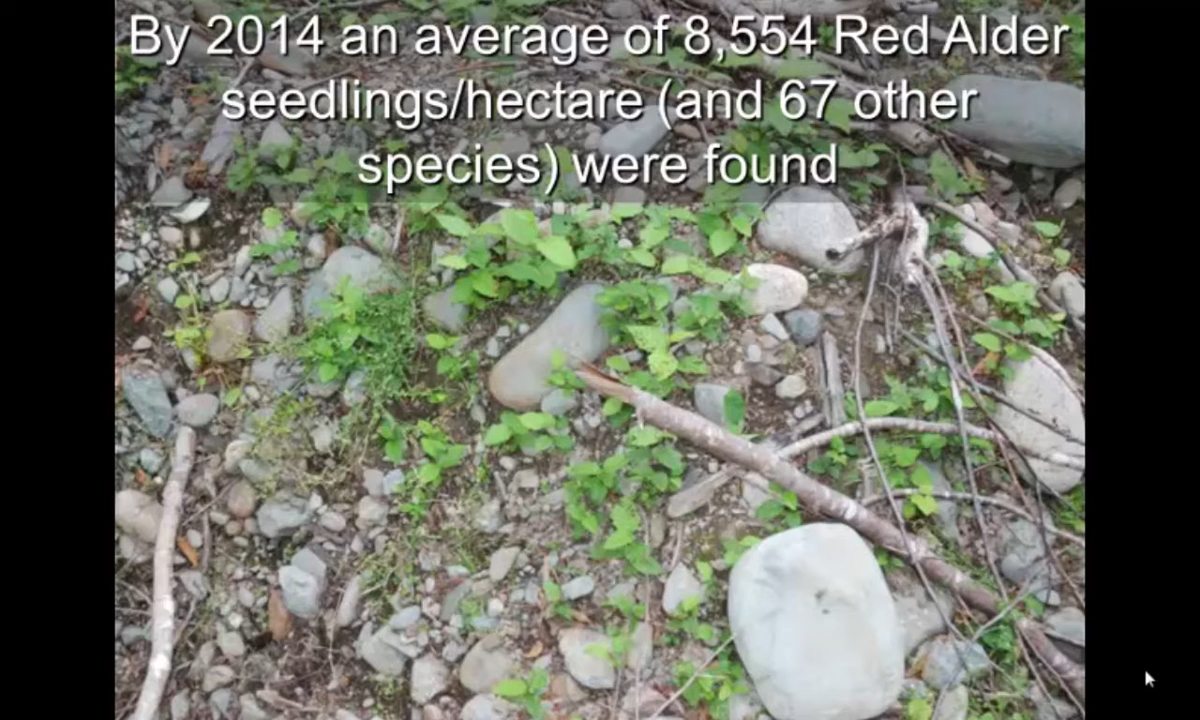 By 2014 an average of 8,554 Red Alder
seedlings/hectare (and 67 other
species) were found